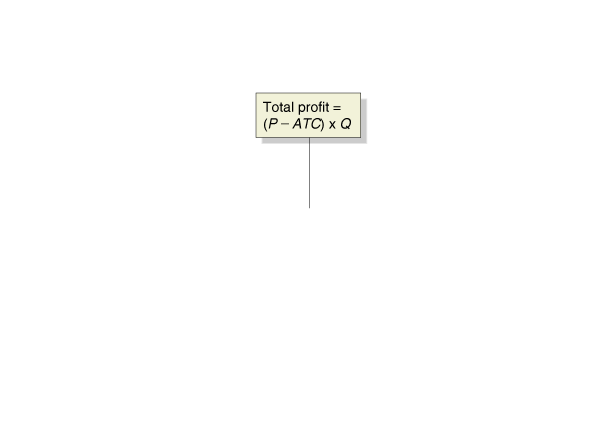 Total profit =
(P – ATC) x Q